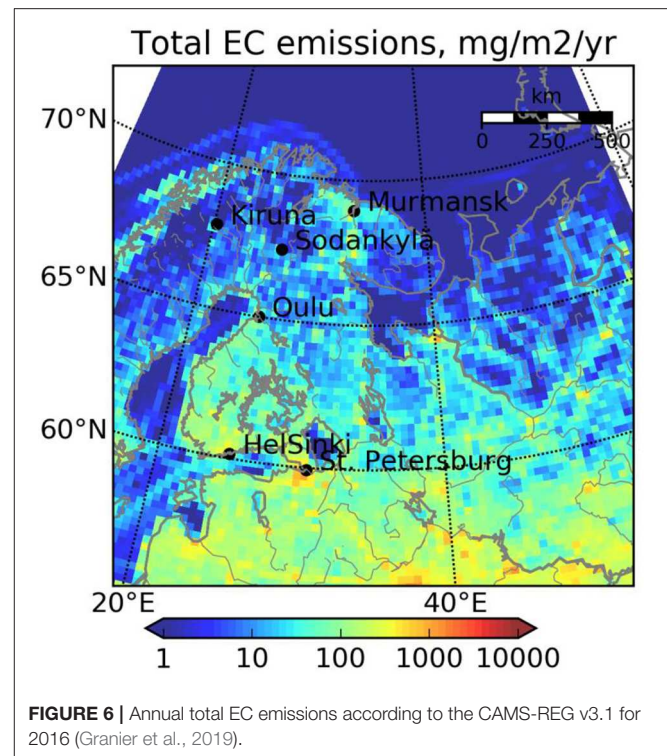 Total EC emissions, mg/m2/yr
km
0 250 500
70°N
Murmansk
Kiruna
Sodankyla
65°N
Oulu
60°N
HelSinki
St. Petersburg
20°E 40°E
1 10 100 1000 10000
FIGURE 6 | Annual total EC emissions according to the CAMS-REG v3.1 for
2016 (Granier et al., 2019).